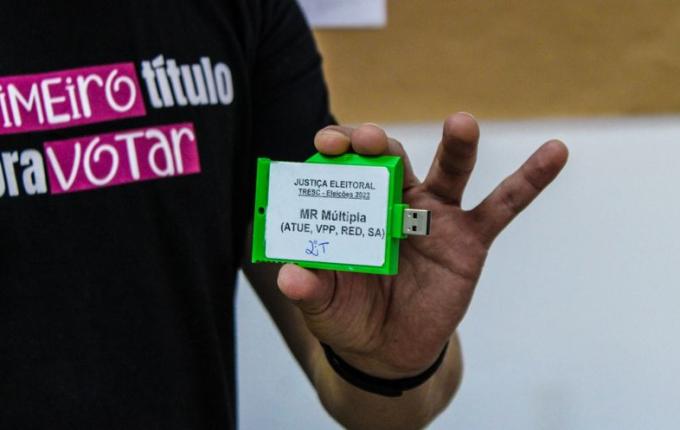 IMEIRO título
ra VOTAR
JUSTIÇA ELEITORAL
TRESC - Eleições 2022
MR Múltipla
(ATUE, VPP, RED, SA)
2ºT